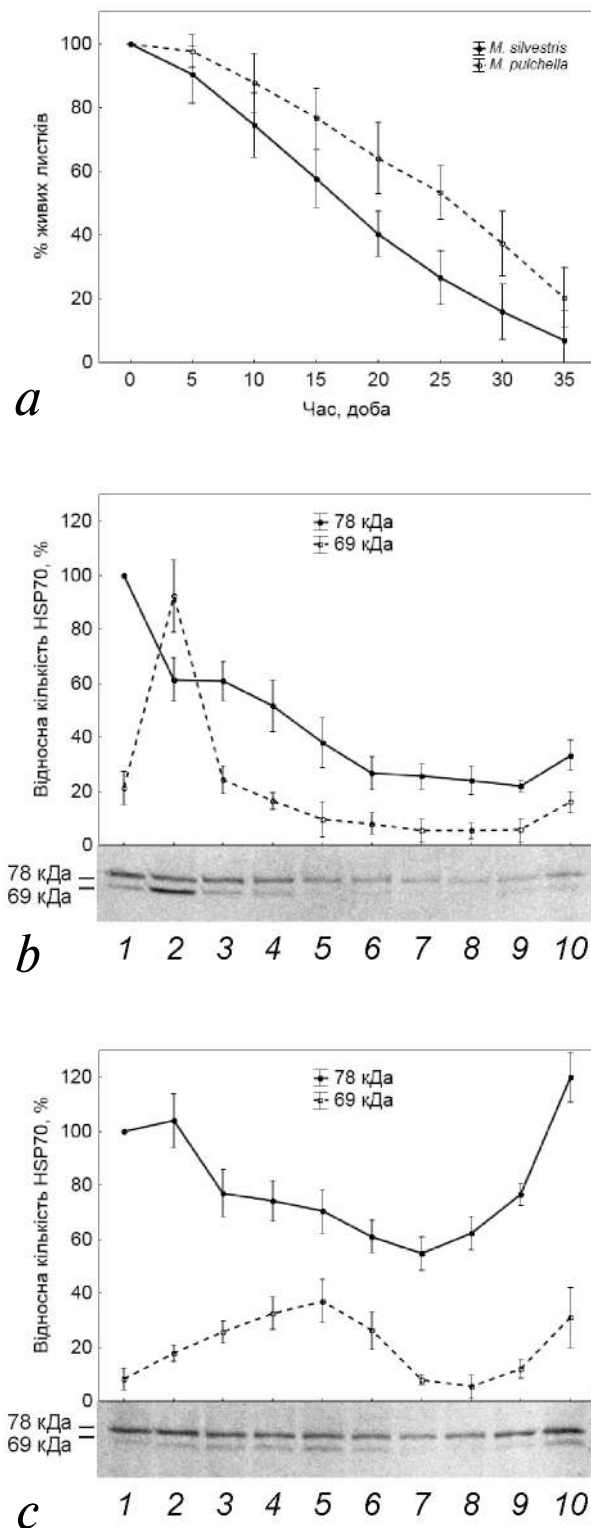 100
80
60
40
20
0
% живих листків
M. silvestris
M. pulchella
0 5 10 15 20 25 30 35
Час, доба
a
120
100
80
60
40
20
0
Відносна кількість HSP70, %
78 кДа
69 кДа
78 кДа
69 кДа
b
1 2 3 4 5 6 7 8 9 10
120
100
80
60
40
20
0
Відносна кількість HSP70, %
78 кДа
69 кДа
78 кДа
69 кДа
c
1 2 3 4 5 6 7 8 9 10